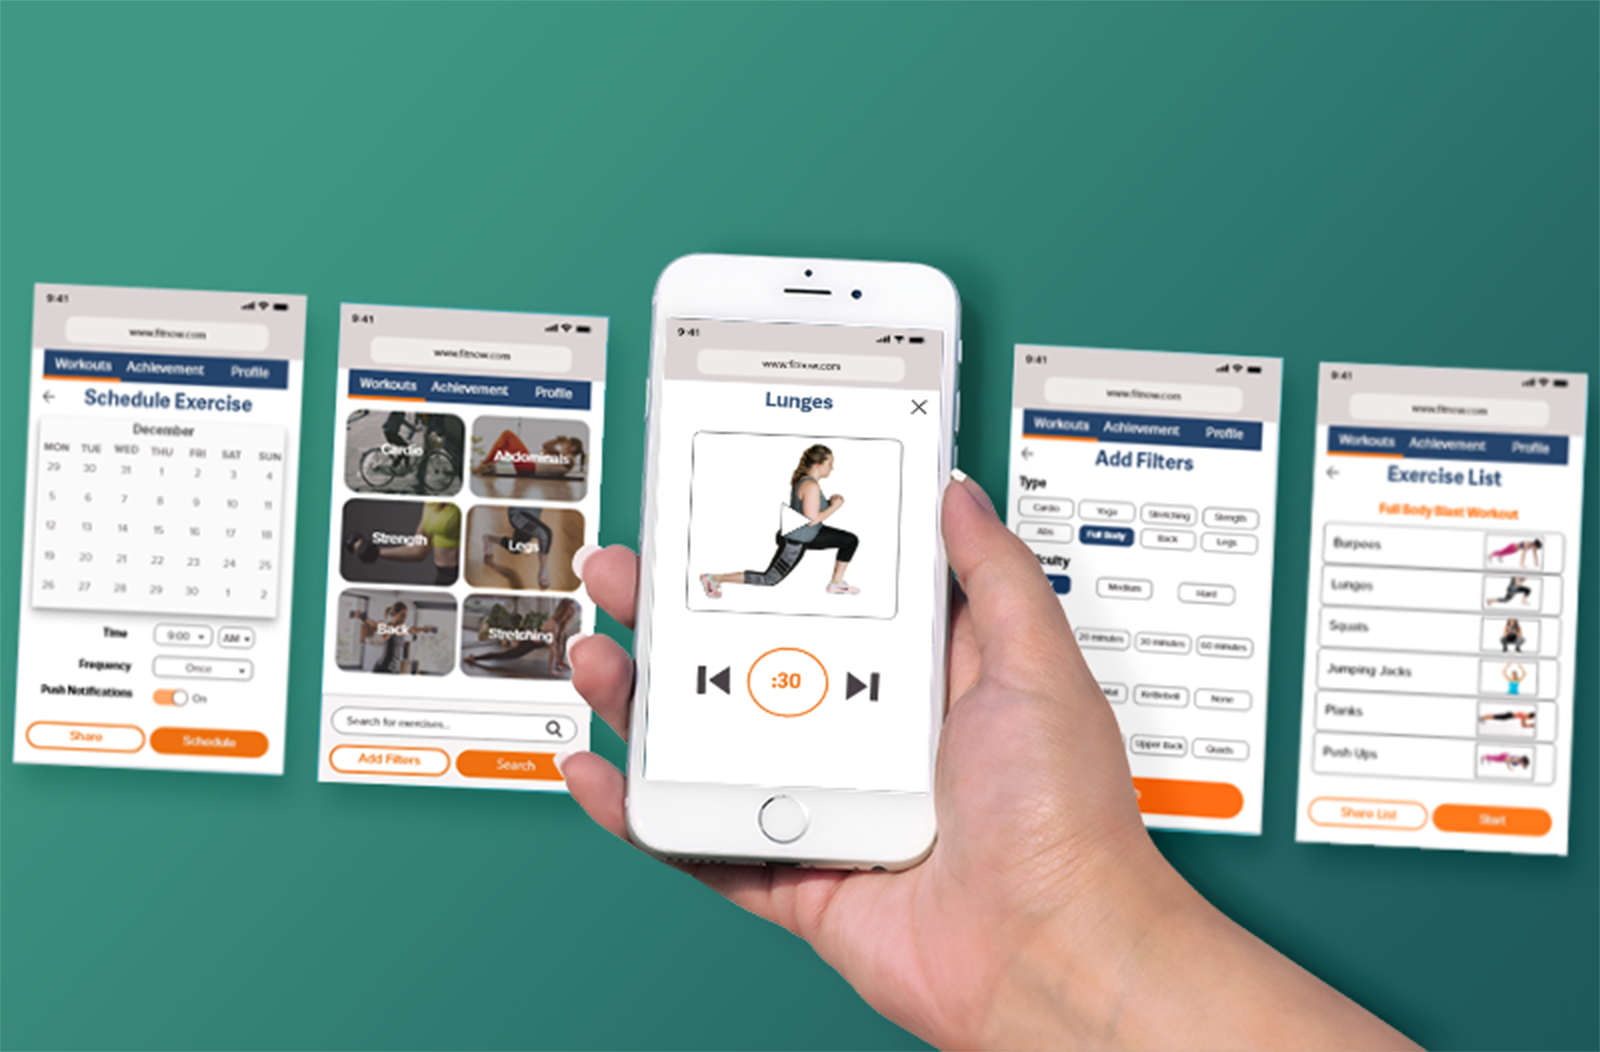 9:41
www.fitnow.com
Workouts Achievement Profile
Schedule Exercise
December
MON TUE WED THU FRI SAT SUN
29 30 31 1 2 3 4
5 6 7 8 9 10 11
12 13 14 15 16 17 18
19 20 21 22 23 24 25
26 27 28 29 30 1 2
Time 9:00 AM
Frequency Once
Push Notifications On
Share Schedule
9:41
www.fitnow.com
Workouts Achievement Profile
Cardio Abdominals
Strength Legs
Back Stretching
Search for exercises...
Add Filters Search
9:41
www.fitnow.com
Lunges
:30
9:41
www.fitnow.com
Workouts Achievement Profile
Add Filters
Type
Cardio Yoga Stretching Strength
Abs Full Body Back Legs
Medium Hard
20 minutes 30 minutes 60 minutes
Kettlebell None
Upper Back Quads
9:41
www.fitnow.com
Workouts Achievement Profile
Exercise List
Full Body Blast Workout
Burpees
Lunges
Squats
Jumping Jacks
Planks
Push Ups
Share List Start